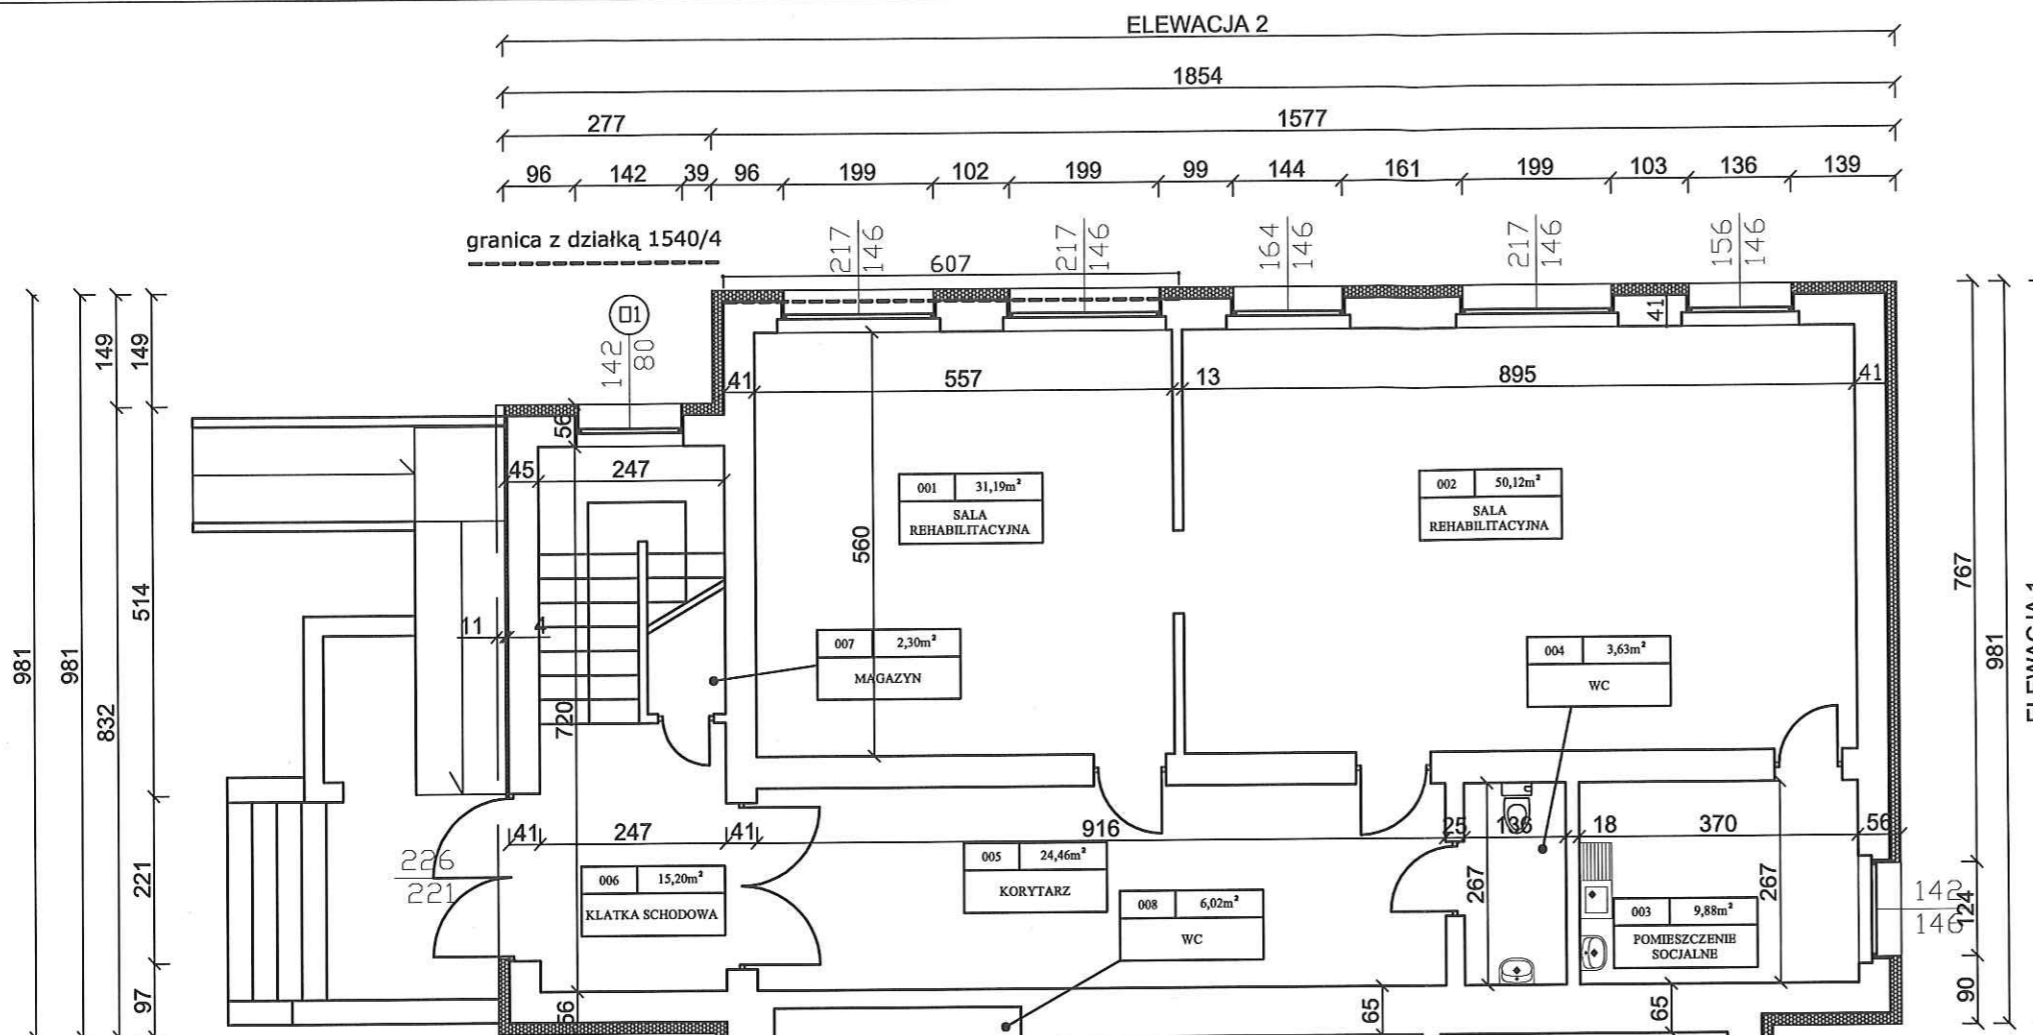 ELEWACJA 2
1854
277 1577
96 142 39 96 199 102 199 99 144 161 199 103 136 139
granica z działką 1540/4
217 146
217 146
164 146
217 146
156 146
607
41
01
142 80
149 149
41 557 13 895 41
56
45 247
001 31,19m²
SALA
REHABILITACYJNA
002 50,12m²
SALA
REHABILITACYJNA
560
767
514
11 4
981 981 832
981
ELEWACJA 1
007 2,30m²
MAGAZYN
004 3,63m²
WC
720
41 247 41 916 25 136 18 370 56
226
221
221
006 15,20m²
KLATKA SCHODOWA
005 24,46m²
KORYTARZ
008 6,02m²
WC
267
267
003 9,88m²
POMIESZCZENIE
SOCJALNE
142
146
124
97
56
65
65
90